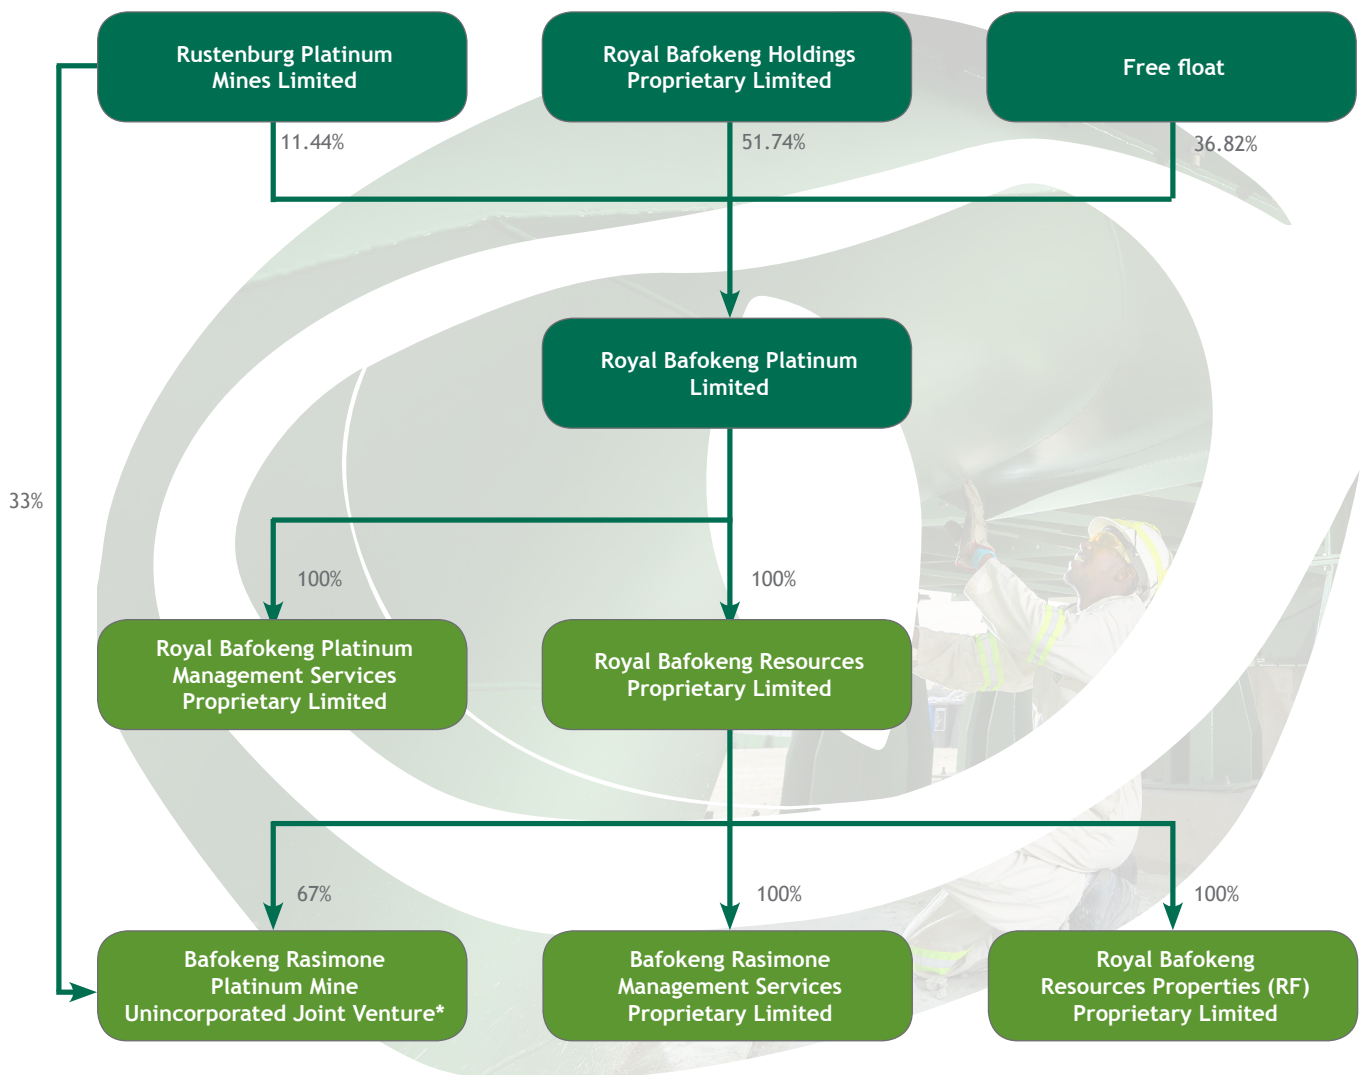 Rustenburg Platinum
Mines Limited
Royal Bafokeng Holdings
Proprietary Limited
Free float
11.44%
51.74%
36.82%
Royal Bafokeng Platinum
Limited
33%
100%
100%
Royal Bafokeng Platinum
Management Services
Proprietary Limited
Royal Bafokeng Resources
Proprietary Limited
67%
100%
100%
Bafokeng Rasimone
Platinum Mine
Unincorporated Joint Venture*
Bafokeng Rasimone
Management Services
Proprietary Limited
Royal Bafokeng
Resources Properties (RF)
Proprietary Limited